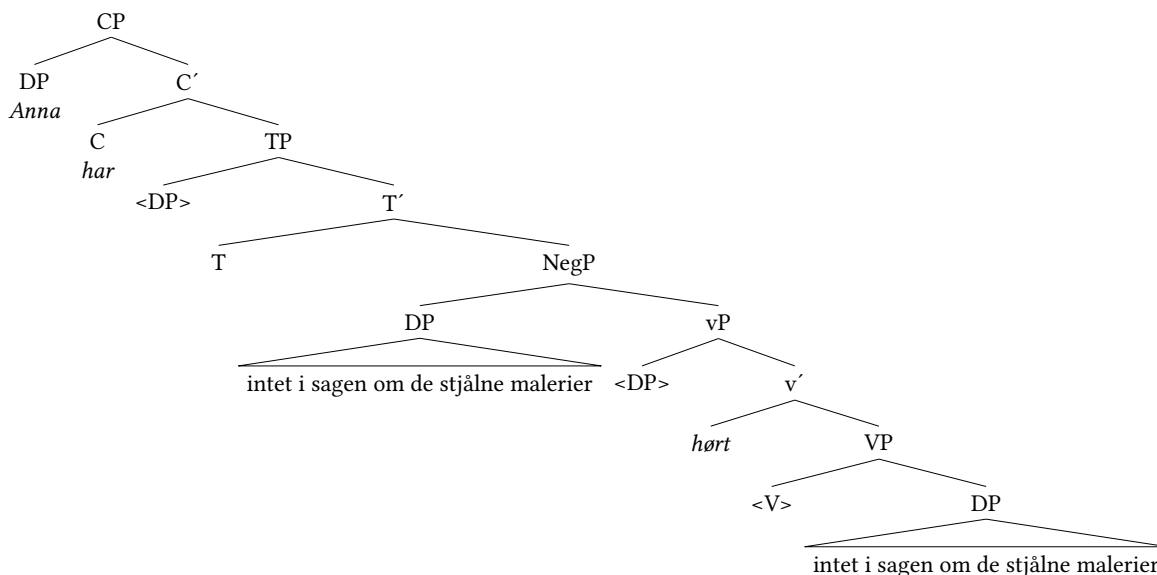 CP
DP C´
Anna
C TP
har
<DP> T´
T NegP
DP vP
intet i sagen om de stjålne malerier <DP> v´
hørt VP
<V> DP
intet i sagen om de stjålne malerier